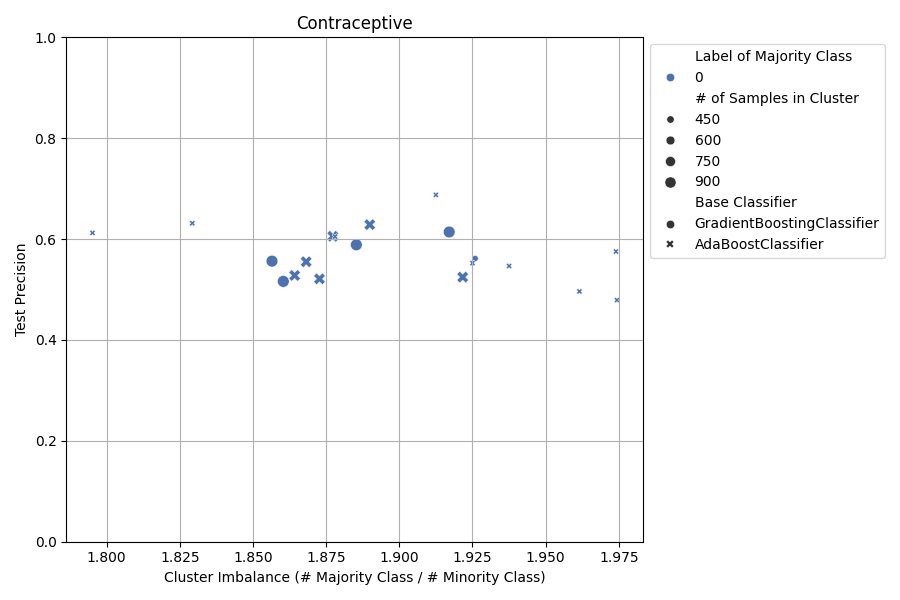 Contraceptive
Test Precision
1.0
0.8
0.6
0.4
0.2
0.0
1.800 1.825 1.850 1.875 1.900 1.925 1.950 1.975
Cluster Imbalance (# Majority Class / # Minority Class)
Label of Majority Class
0
# of Samples in Cluster
450
600
750
900
Base Classifier
GradientBoostingClassifier
AdaBoostClassifier